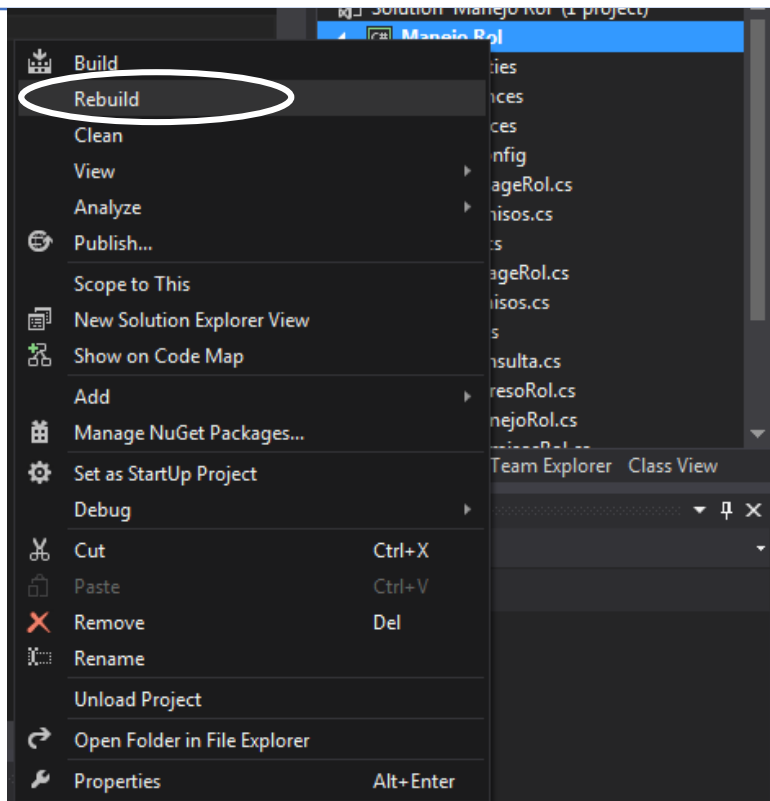 Solution 'Manejo Rol' (1 project)
C# Manejo Rol
Build
ties
Rebuild
nces
Clean
ces
nfig
View
ageRol.cs
Analyze
nisos.cs
Publish...
cs
ageRol.cs
Scope to This
isos.cs
New Solution Explorer View
s
Show on Code Map
nsulta.cs
resoRol.cs
Add
nejoRol.cs
Manage NuGet Packages...
Set as StartUp Project
Team Explorer Class View
Debug
Cut Ctrl+X
Paste Ctrl+V
Remove Del
Rename
Unload Project
Open Folder in File Explorer
Properties Alt+Enter